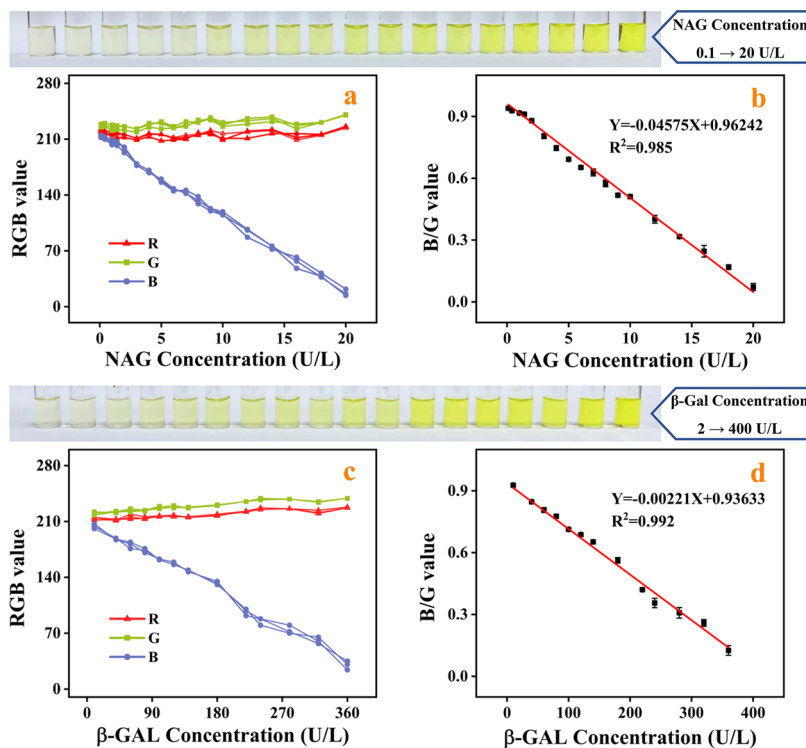 NAG Concentration
0.1 → 20 U/L
a
280
210
140
70
0
RGB value
R
G
B
0 5 10 15 20
NAG Concentration (U/L)
b
Y=-0.04575X+0.96242
R²=0.985
0.9
0.6
0.3
0.0
B/G value
0 5 10 15 20
NAG Concentration (U/L)
β-Gal Concentration
2 → 400 U/L
c
280
210
140
70
0
RGB value
R
G
B
0 90 180 270 360
β-GAL Concentration (U/L)
d
Y=-0.00221X+0.93633
R²=0.992
0.9
0.6
0.3
0.0
B/G value
0 100 200 300 400
β-GAL Concentration (U/L)